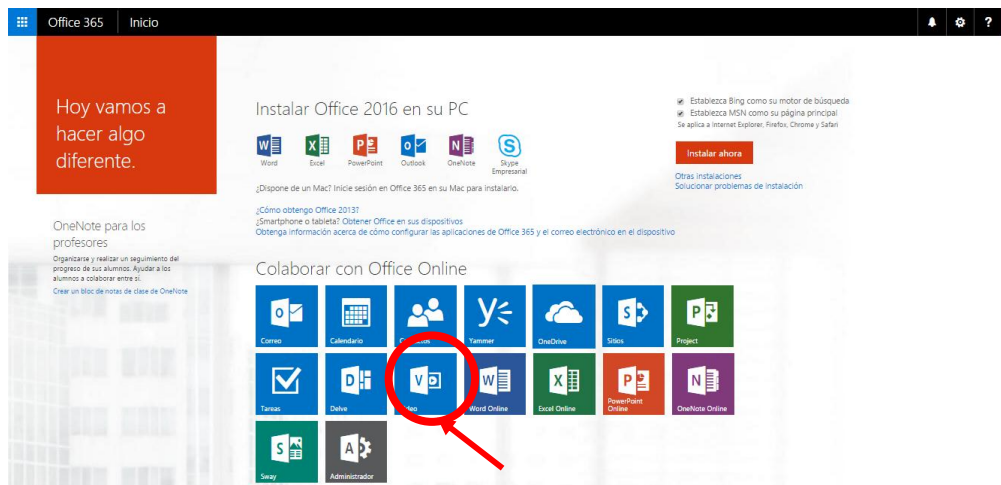 Office 365 Inicio ?
Hoy vamos a
hacer algo
diferente.
OneNote para los
profesores
Organizarse y realizar un seguimiento del
progreso de sus alumnos. Ayudar a los
alumnos a colaborar entre sí.
Crear un bloc de notas de clase de OneNote
Instalar Office 2016 en su PC
Word Excel PowerPoint Outlook OneNote Skype
Empresarial
¿Dispone de un Mac? Inicie sesión en Office 365 en su Mac para instalarlo.
¿Cómo obtengo Office 2013?
¿Smartphone o tableta? Obtener Office en sus dispositivos
Obtenga información acerca de cómo configurar las aplicaciones de Office 365 y el correo electrónico en el dispositivo
Establezca Bing como su motor de búsqueda
Establezca MSN como su página principal
Se aplica a Internet Explorer, Firefox, Chrome y Safari
Instalar ahora
Otras instalaciones
Solucionar problemas de instalación
Colaborar con Office Online
Correo Calendario Yammer OneDrive Sitios Project
Tareas Delve Word Online Excel Online PowerPoint
Online OneNote Online
Sway Administrador